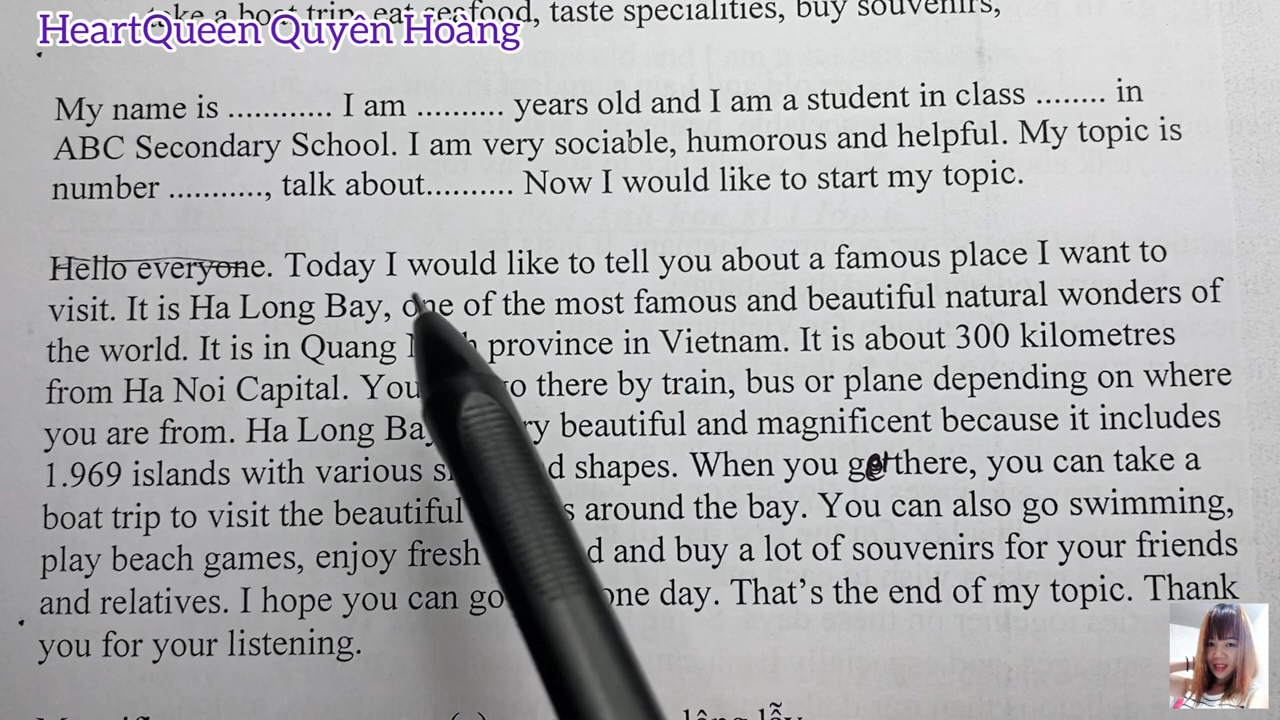 take a boat trip, eat seafood, taste specialities, buy souvenirs,
HeartQueen Quyên Hoàng
My name is ............ I am .......... years old and I am a student in class ........ in
ABC Secondary School. I am very sociable, humorous and helpful. My topic is
number ..........., talk about.......... Now I would like to start my topic.
Hello everyone. Today I would like to tell you about a famous place I want to
visit. It is Ha Long Bay, one of the most famous and beautiful natural wonders of
the world. It is in Quang province in Vietnam. It is about 300 kilometres
from Ha Noi Capital. You go there by train, bus or plane depending on where
you are from. Ha Long Bay beautiful and magnificent because it includes
1.969 islands with various shapes. When you get there, you can take a
boat trip to visit the beautiful around the bay. You can also go swimming,
play beach games, enjoy fresh and buy a lot of souvenirs for your friends
and relatives. I hope you can go one day. That's the end of my topic. Thank
you for your listening.